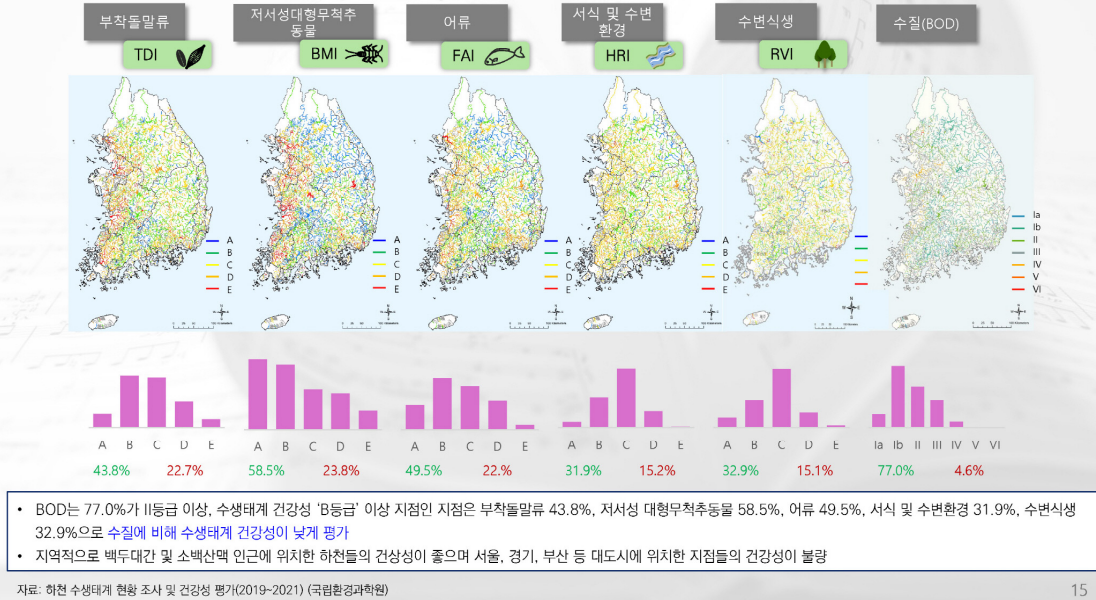 부착돌말류
TDI
저서성대형무척추
동물
BMI
어류
FAI
서식 및 수변
환경
HRI
수변식생
RVI
수질(BOD)
A
B
C
D
E
A
B
C
D
E
A
B
C
D
E
A
B
C
D
E
Ia
Ib
II
III
IV
V
VI
A B C D E
43.8% 22.7%
A B C D E
58.5% 23.8%
A B C D E
49.5% 22.%
A B C D E
31.9% 15.2%
A B C D E
32.9% 15.1%
Ia Ib II III IV V VI
77.0% 4.6%
• BOD는 77.0%가 II등급 이상, 수생태계 건강성 ‘B등급’ 이상 지점인 지점은 부착돌말류 43.8%, 저서성 대형무척추동물 58.5%, 어류 49.5%, 서식 및 수변환경 31.9%, 수변식생
32.9%으로 수질에 비해 수생태계 건강성이 낮게 평가
• 지역적으로 백두대간 및 소백산맥 인근에 위치한 하천들의 건상성이 좋으며 서울, 경기, 부산 등 대도시에 위치한 지점들의 건강성이 불량
자료: 하천 수생태계 현황 조사 및 건강성 평가(2019~2021) (국립환경과학원)
15